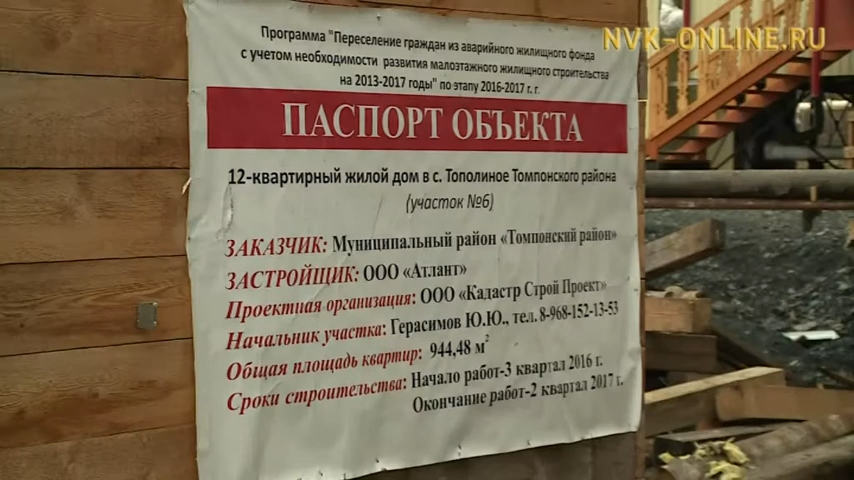 NVK-ONLINE.RU
Программа "Переселение граждан из аварийного жилищного фонда
с учетом необходимости развития малоэтажного жилищного строительства
на 2013-2017 годы" по этапу 2016-2017 г. г.
ПАСПОРТ ОБЪЕКТА
12-квартирный жилой дом в с. Тополиное Томпонского района
(участок №6)
ЗАКАЗЧИК: Муниципальный район «Томпонский район»
ЗАСТРОЙЩИК: ООО «Атлант»
Проектная организация: ООО «Кадастр Строй Проект»
Начальник участка: Герасимов Ю.Ю., тел. 8-968-152-13-53
Общая площадь квартир: 944,48 м²
Сроки строительства: Начало работ-3 квартал 2016 г.
Окончание работ-2 квартал 2017 г.